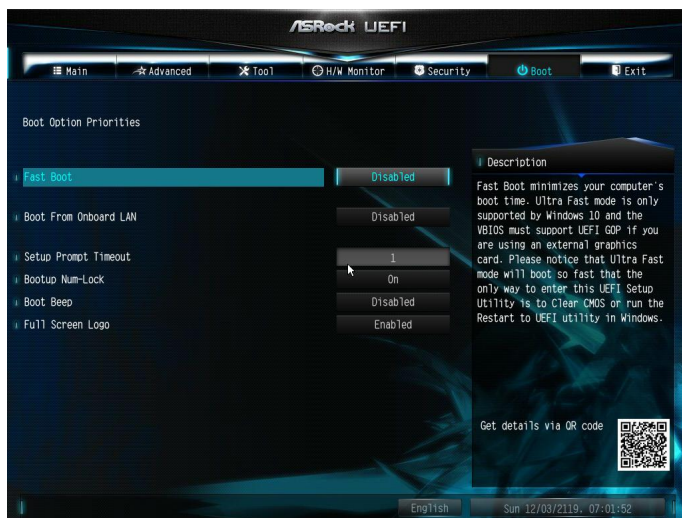 ASRock UEFI
Main Advanced Tool H/W Monitor Security Boot Exit
Boot Option Priorities
Fast Boot Disabled
Boot From Onboard LAN Disabled
Setup Prompt Timeout 1
Bootup Num-Lock On
Boot Beep Disabled
Full Screen Logo Enabled
Description
Fast Boot minimizes your computer's
boot time. Ultra Fast mode is only
supported by Windows 10 and the
VBIOS must support UEFI GOP if you
are using an external graphics
card. Please notice that Ultra Fast
mode will boot so fast that the
only way to enter this UEFI Setup
Utility is to Clear CMOS or run the
Restart to UEFI utility in Windows.
Get details via QR code
English Sun 12/03/2119. 07:01:52